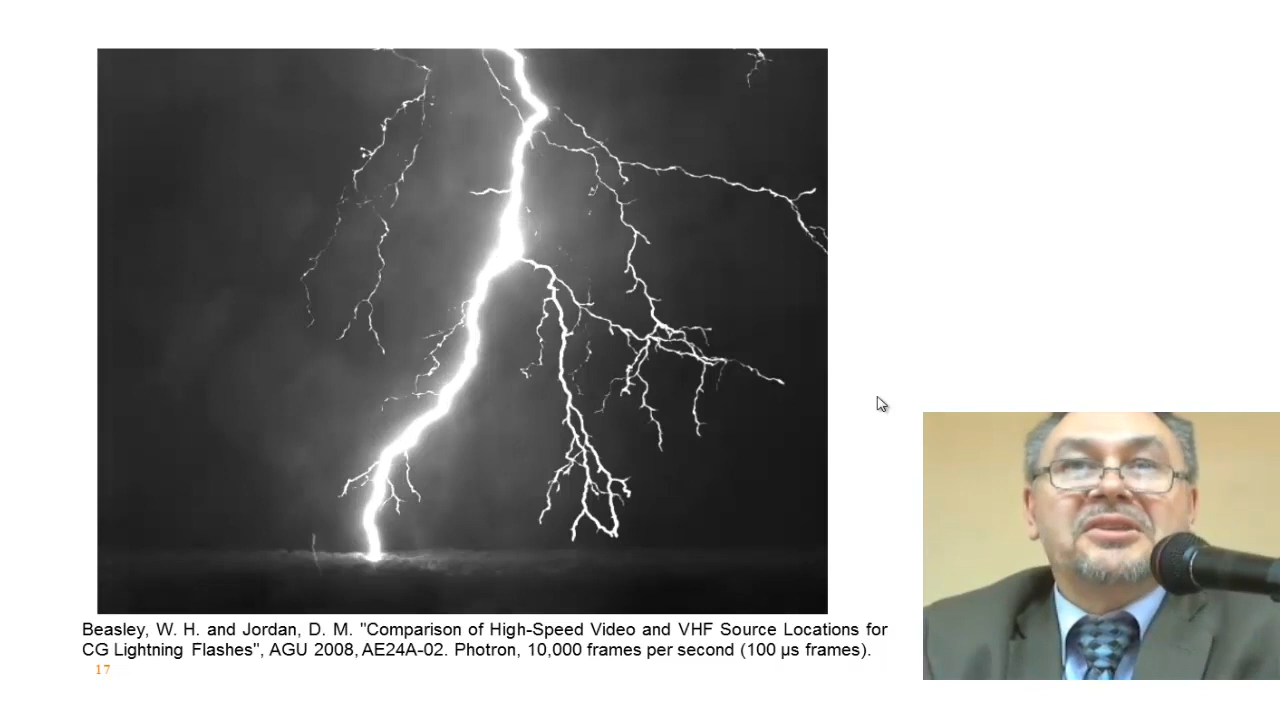 Beasley, W. H. and Jordan, D. M. "Comparison of High-Speed Video and VHF Source Locations for
CG Lightning Flashes", AGU 2008, AE24A-02. Photron, 10,000 frames per second (100 μs frames).
17